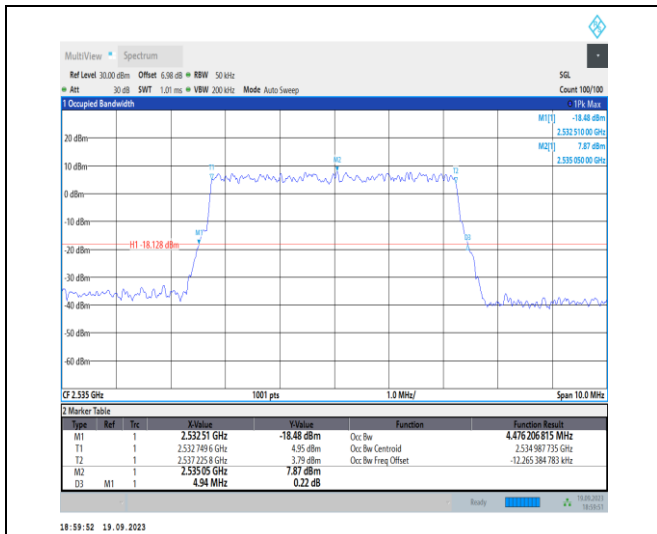 MultiView Spectrum
Ref Level 30.00 dBm Offset 6.98 dB RBW 50 kHz SGL
Att 30 dB SWT 1.01 ms VBW 200 kHz Mode Auto Sweep Count 100/100
1 Occupied Bandwidth 1Pk Max
M1[1] -18.48 dBm
2.532 510 00 GHz
M2[1] 7.87 dBm
2.535 050 00 GHz
20 dBm
10 dBm
T1
M2
T2
0 dBm
-10 dBm
M1
D3
H1 -18.128 dBm
-20 dBm
-30 dBm
-40 dBm
-50 dBm
-60 dBm
CF 2.535 GHz 1001 pts 1.0 MHz/ Span 10.0 MHz
2 Marker Table
Type Ref Trc X-Value Y-Value Function Function Result
M1 1 2.532 51 GHz -18.48 dBm Occ Bw 4.476 206 815 MHz
T1 1 2.532 749 6 GHz 4.95 dBm Occ Bw Centroid 2.534 987 735 GHz
T2 1 2.537 225 8 GHz 3.79 dBm Occ Bw Freq Offset -12.265 384 783 kHz
M2 1 2.535 05 GHz 7.87 dBm
D3 M1 1 4.94 MHz 0.22 dB
Ready 19.09.2023
18:59:51
18:59:52 19.09.2023